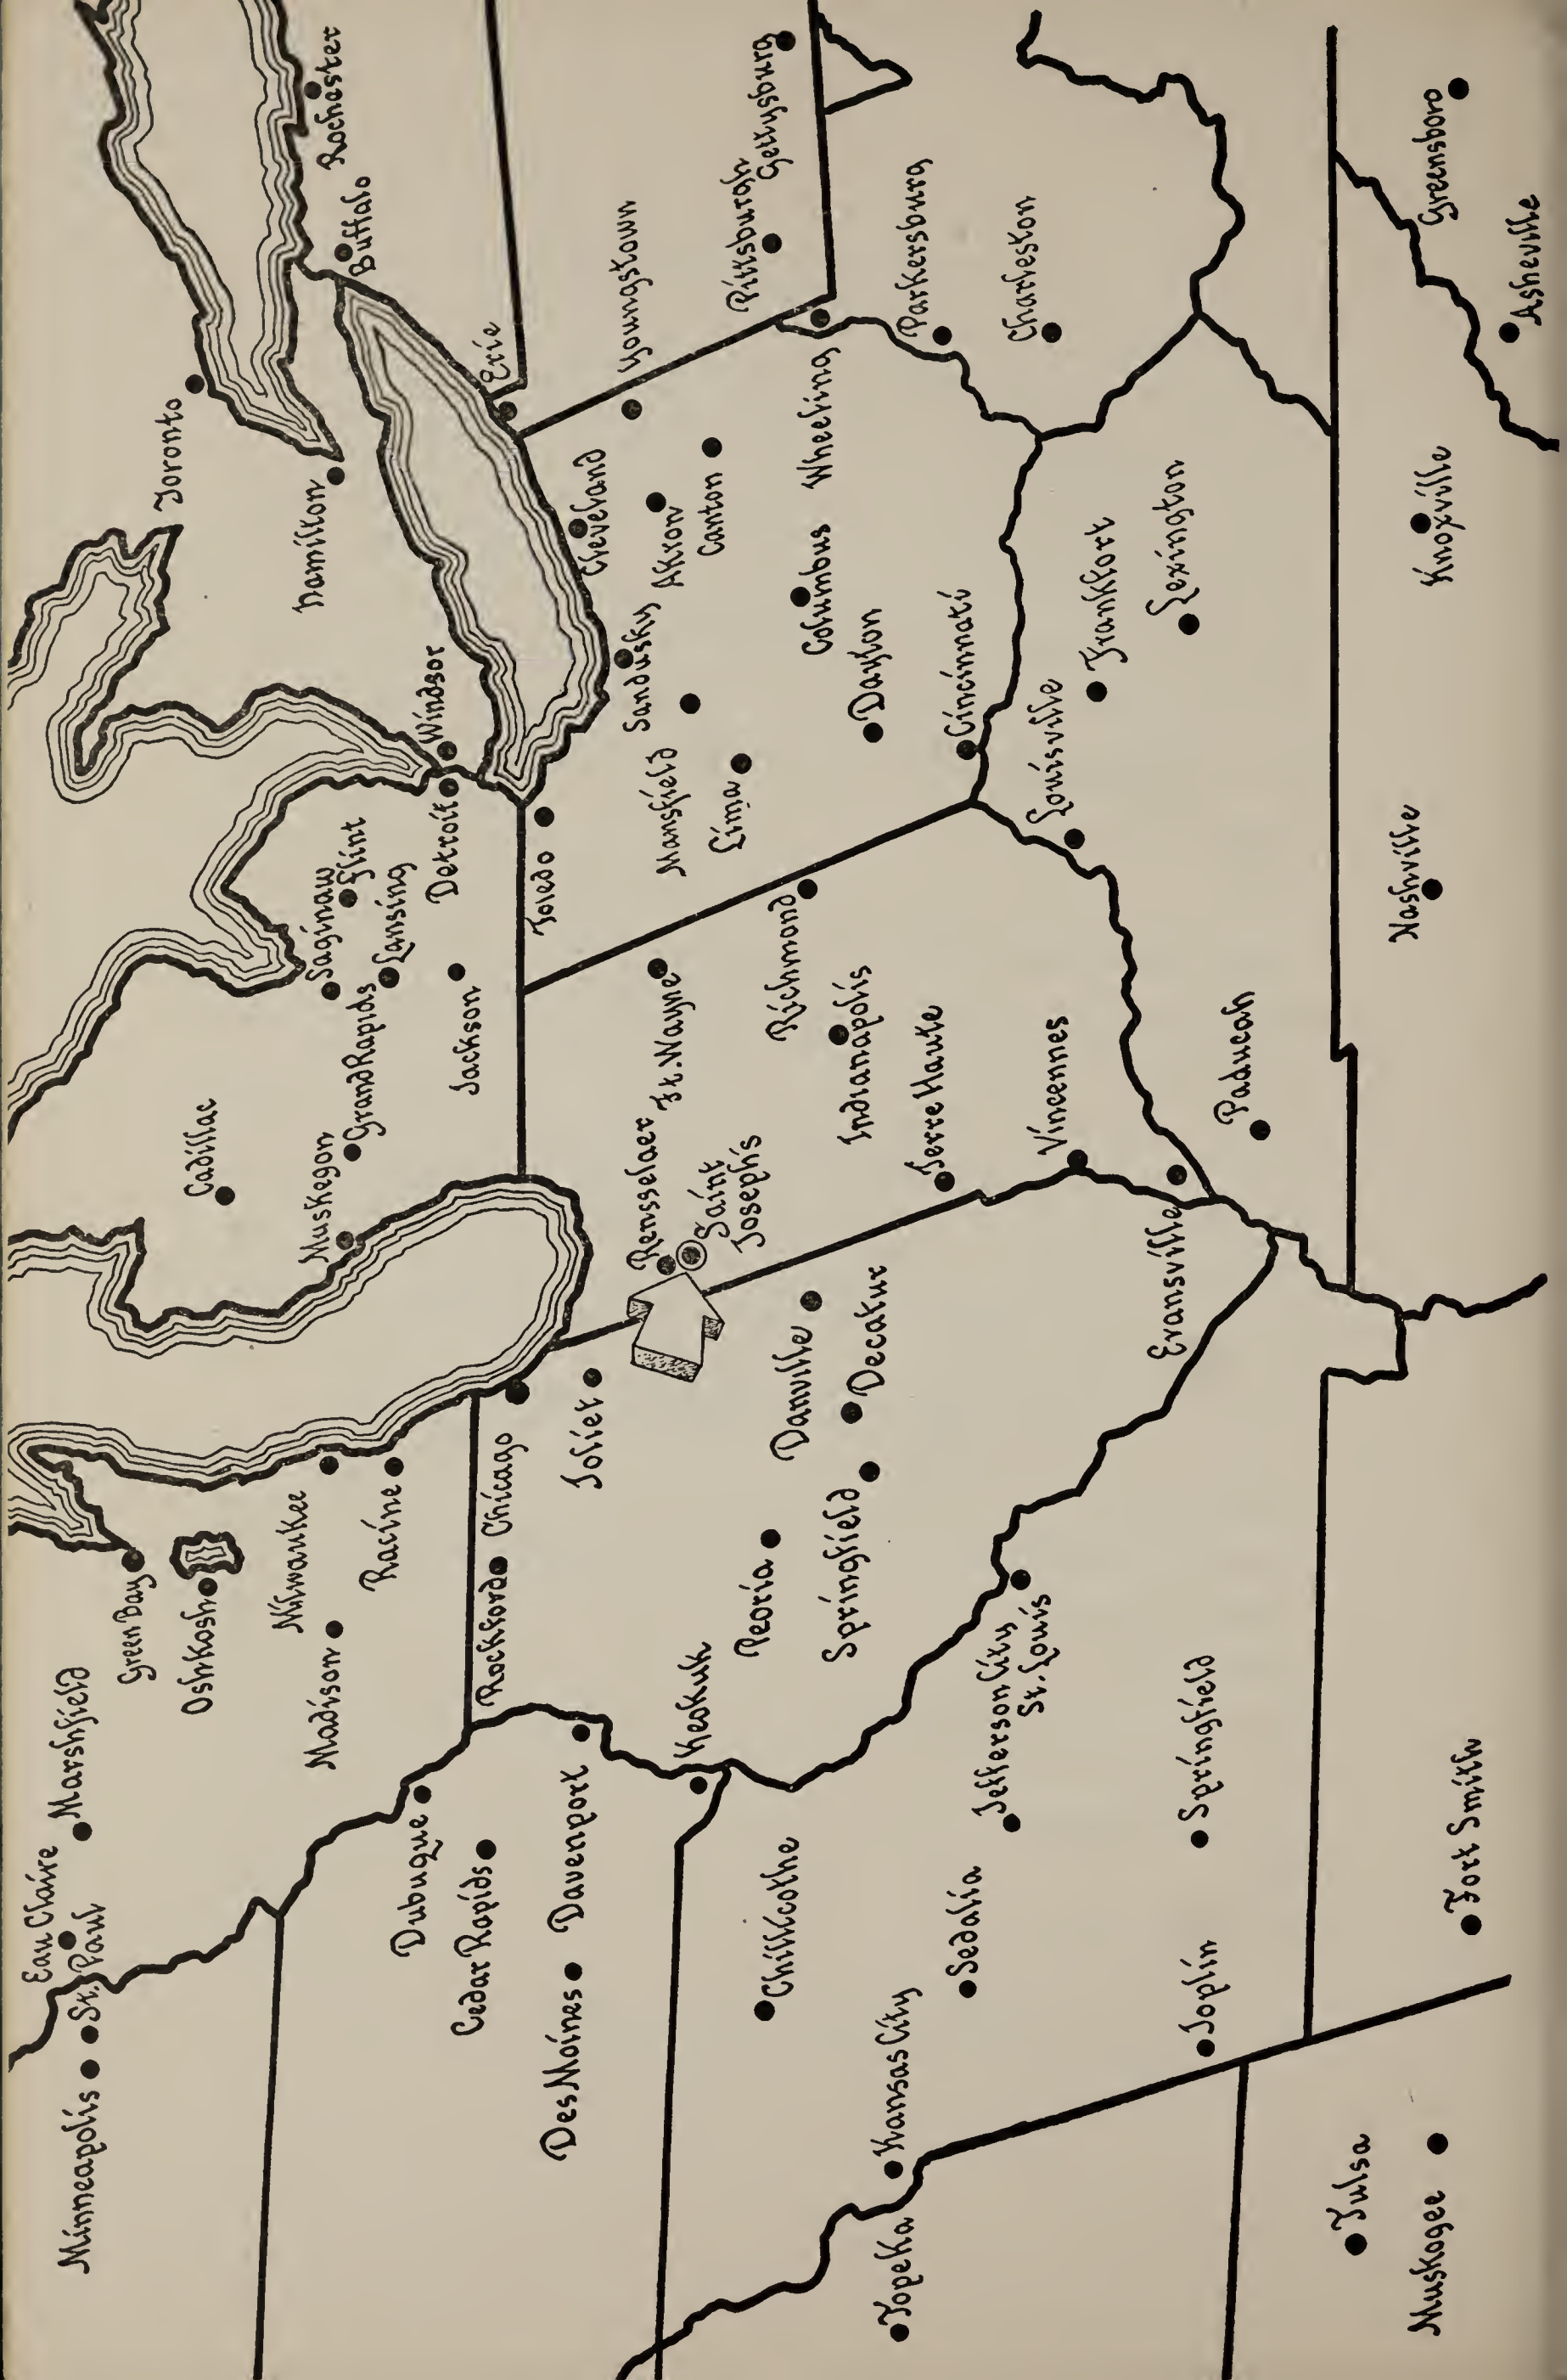 Minneapolis
St. Paul
Eau Claire
Marshfield
Green Bay
Oshkosh
Milwaukee
Madison
Racine
Dubuque
Cedar Rapids
Des Moines
Davenport
Rockford
Chicago
Joliet
Keokuk
Peoria
Springfield
Danville
Decatur
Chillicothe
Kansas City
Topeka
Sedalia
Jefferson City
St. Louis
Springfield
Joplin
Tulsa
Muskogee
Fort Smith
Cadillac
Muskegon
Grand Rapids
Saginaw
Flint
Lansing
Jackson
Detroit
Windsor
Toronto
Hamilton
Buffalo
Rochester
Erie
Toledo
Rensselaer
Saint
Joseph's
Ft. Wayne
Richmond
Indianapolis
Terre Haute
Vincennes
Evansville
Paducah
Cleveland
Sandusky
Akron
Canton
Youngstown
Mansfield
Lima
Columbus
Dayton
Cincinnati
Wheeling
Pittsburgh
Gettysburg
Parkersburg
Charleston
Louisville
Frankfort
Lexington
Nashville
Knoxville
Greensboro
Asheville